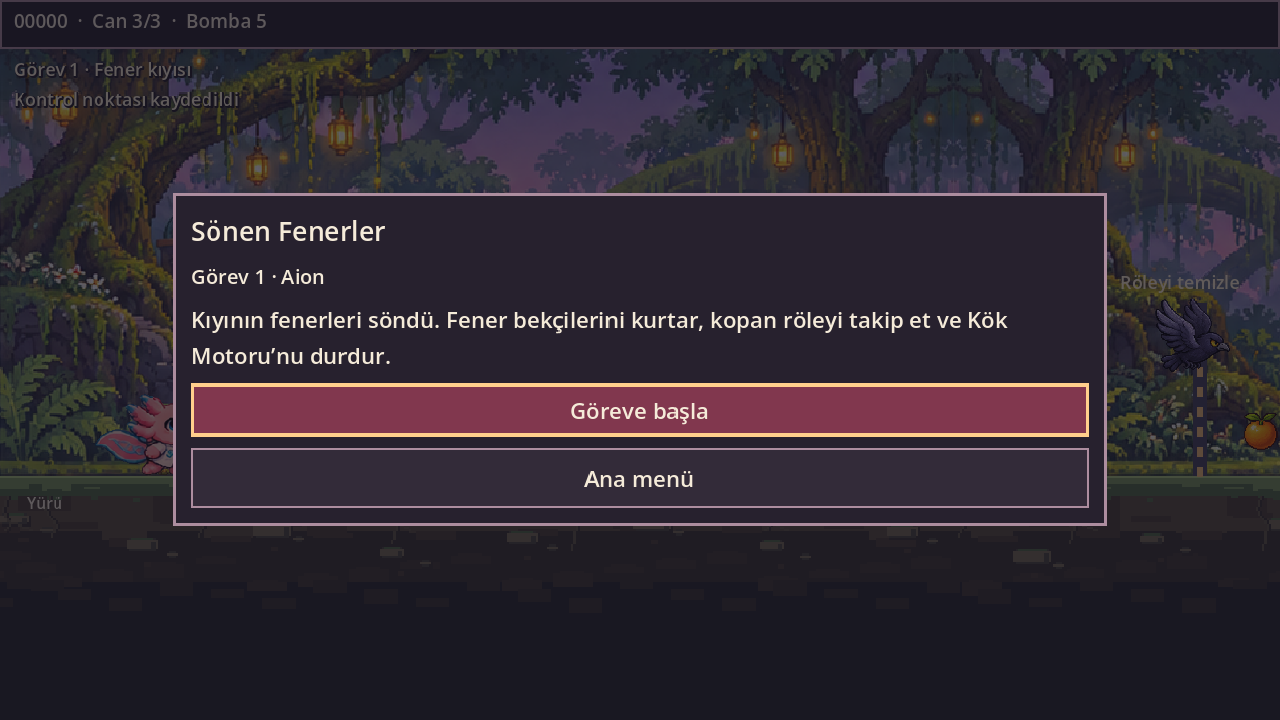 00000 · Can 3/3 · Bomba 5
Görev 1 · Fener kıyısı
Kontrol noktası kaydedildi
Sönen Fenerler
Görev 1 · Aion
Röleyi temizle
Kıyının fenerleri söndü. Fener bekçilerini kurtar, kopan röleyi takip et ve Kök
Motoru’nu durdur.
Göreve başla
Ana menü
Yürü